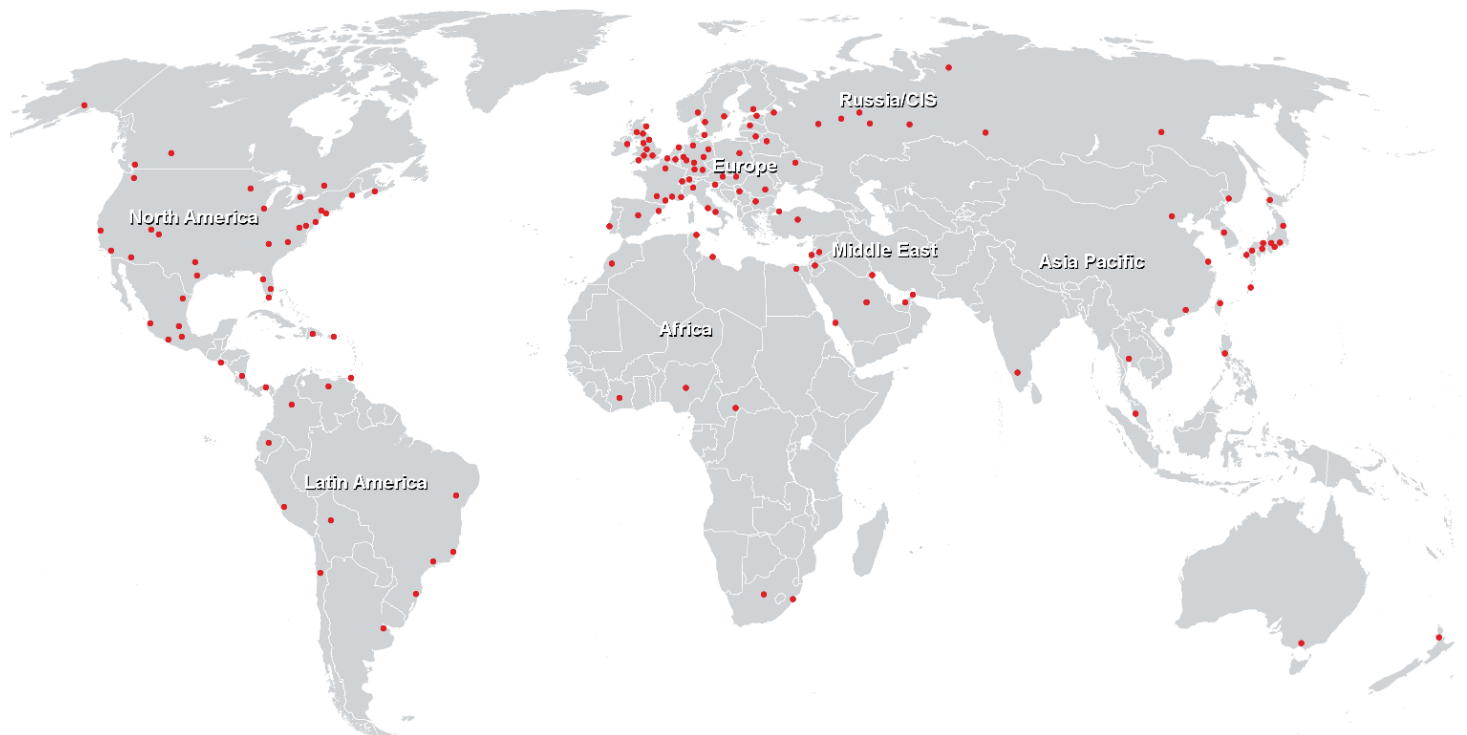 Russia/CIS
Europe
North America
Middle East
Asia Pacific
Africa
Latin America